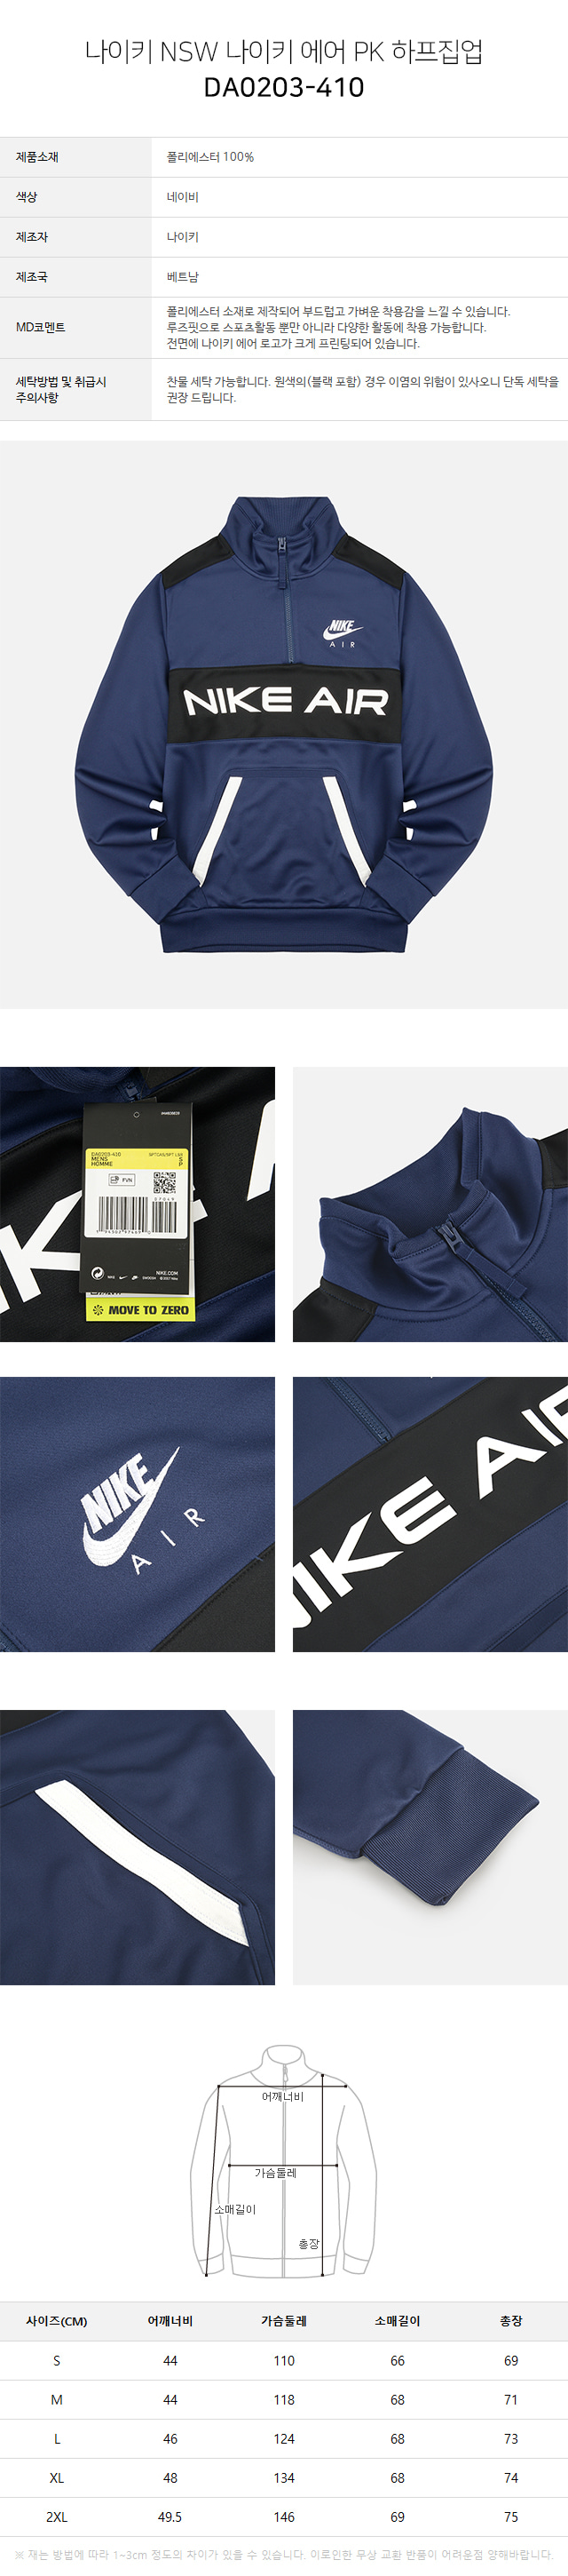 나이키 NSW 나이키 에어 PK 하프집업
DA0203-410
제품소재 폴리에스터 100%
색상 네이비
제조자 나이키
제조국 베트남
MD코멘트
폴리에스터 소재로 제작되어 부드럽고 가벼운 착용감을 느낄 수 있습니다.
루즈핏으로 스포츠활동 뿐만 아니라 다양한 활동에 착용 가능합니다.
전면에 나이키 에어 로고가 크게 프린팅되어 있습니다.
세탁방법 및 취급시
주의사항
찬물 세탁 가능합니다. 원색의(블랙 포함) 경우 이염의 위험이 있사오니 단독 세탁을
권장 드립니다.
NIKE
AIR
NIKE AIR
DA0203-410
MENS
HOMME
S
P
PVN
NIKE.COM
MOVE TO ZERO
NIKE
AIR
NIKE AIR
어깨너비
가슴둘레
소매길이
총장
사이즈(CM) 어깨너비 가슴둘레 소매길이 총장
S 44 110 66 69
M 44 118 68 71
L 46 124 68 73
XL 48 134 68 74
2XL 49.5 146 69 75
※ 재는 방법에 따라 1~3cm 정도의 차이가 있을 수 있습니다. 이로인한 무상 교환 반품이 어려운점 양해바랍니다.